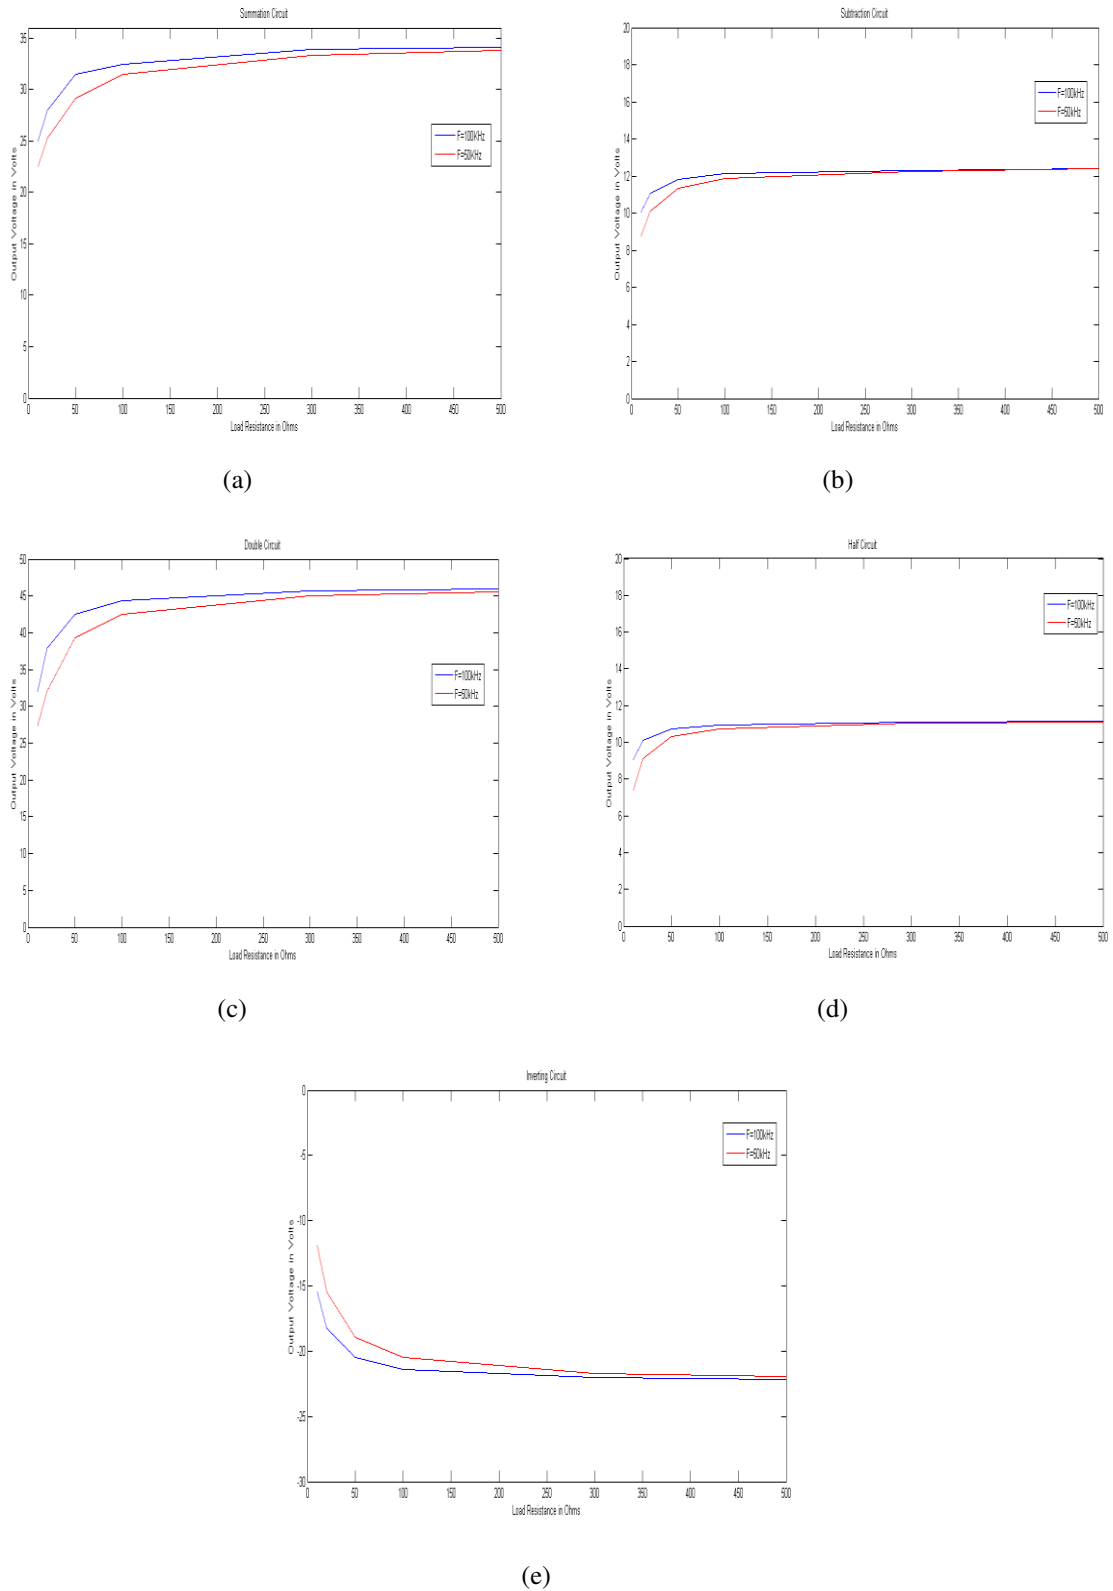 Summation Circuit
35
30
25
20
15
10
5
0
Output Voltage in Volts
F=100kHz
F=50KHz
0 50 100 150 200 250 300 350 400 450 500
Load Resistance in Ohms
(a)
Subtraction Circuit
20
18
16
14
12
10
8
6
4
2
0
Output Voltage in Volts
F=100kHz
F=50kHz
0 50 100 150 200 250 300 350 400 450 500
Load Resistance in Ohms
(b)
Double Circuit
50
45
40
35
30
25
20
15
10
5
0
Output Voltage in Volts
F=100kHz
F=50kHz
0 50 100 150 200 250 300 350 400 450 500
Load Resistance in Ohms
(c)
Half Circuit
20
18
16
14
12
10
8
6
4
2
0
Output Voltage in Volts
F=100kHz
F=50kHz
0 50 100 150 200 250 300 350 400 450 500
Load Resistance in Ohms
(d)
Inverting Circuit
0
-5
-10
-15
-20
-25
-30
Output Voltage in Volts
F=100kHz
F=50kHz
0 50 100 150 200 250 300 350 400 450 500
Load Resistance in Ohms
(e)